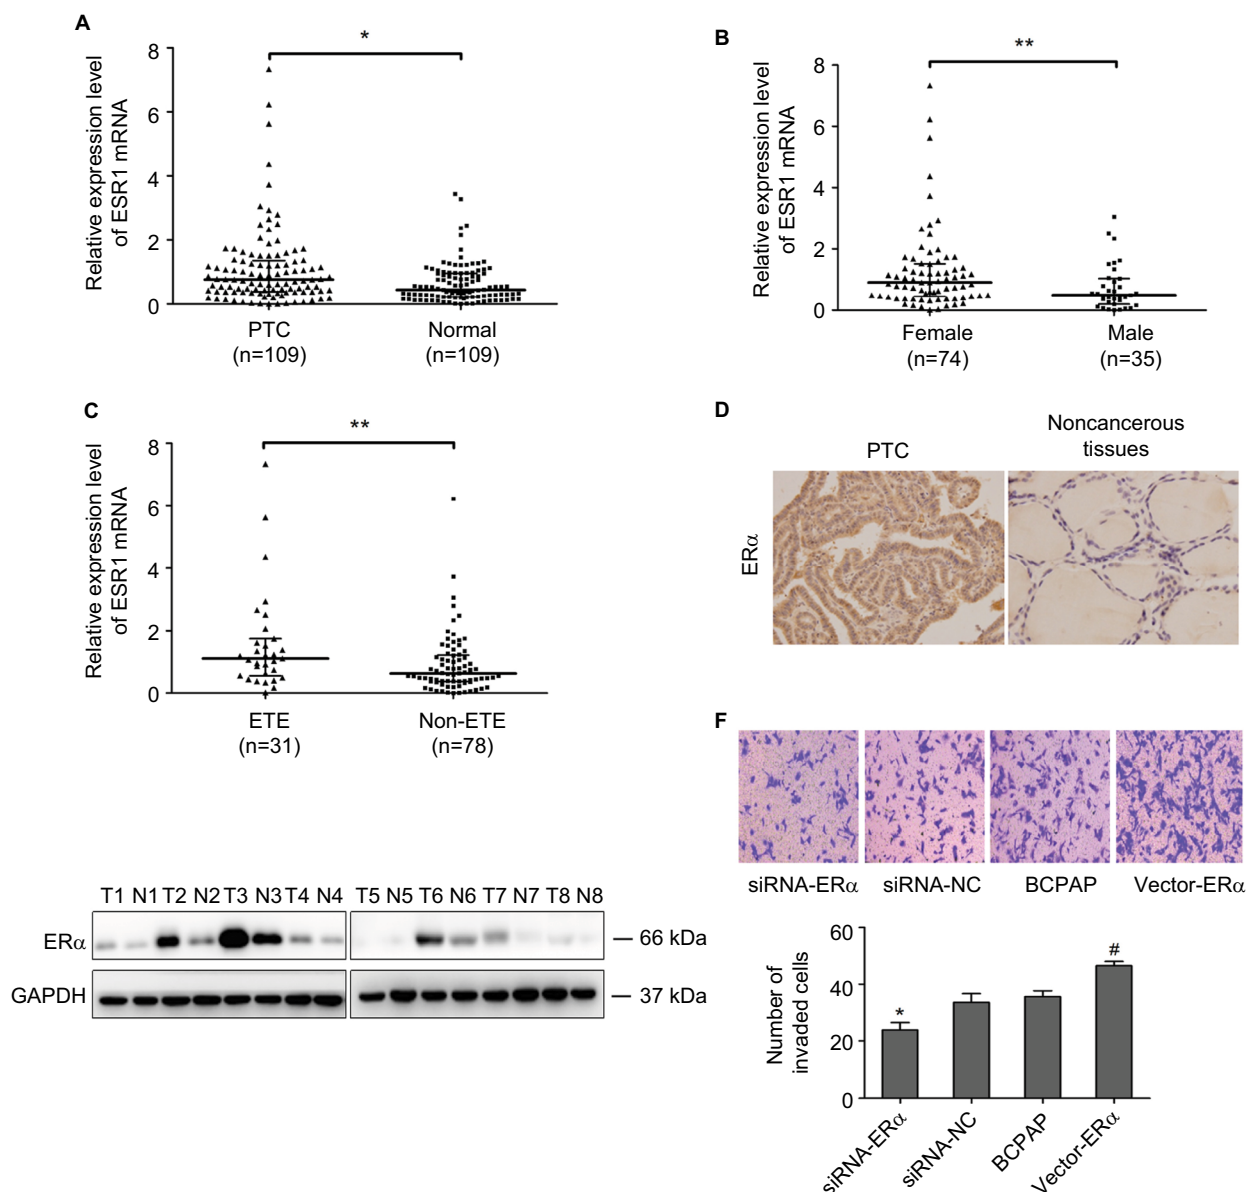 A
Relative expression level
of ESR1 mRNA
8
6
4
2
0
*
PTC
(n=109)
Normal
(n=109)
B
Relative expression level
of ESR1 mRNA
8
6
4
2
0
**
Female
(n=74)
Male
(n=35)
C
Relative expression level
of ESR1 mRNA
8
6
4
2
0
**
ETE
(n=31)
Non-ETE
(n=78)
D
PTC
Noncancerous
tissues
ERα
T1 N1 T2 N2 T3 N3 T4 N4 T5 N5 T6 N6 T7 N7 T8 N8
ERα
66 kDa
GAPDH
37 kDa
F
siRNA-ERα
siRNA-NC
BCPAP
Vector-ERα
Number of
invaded cells
60
40
20
0
*
#
siRNA-ERα
siRNA-NC
BCPAP
Vector-ERα